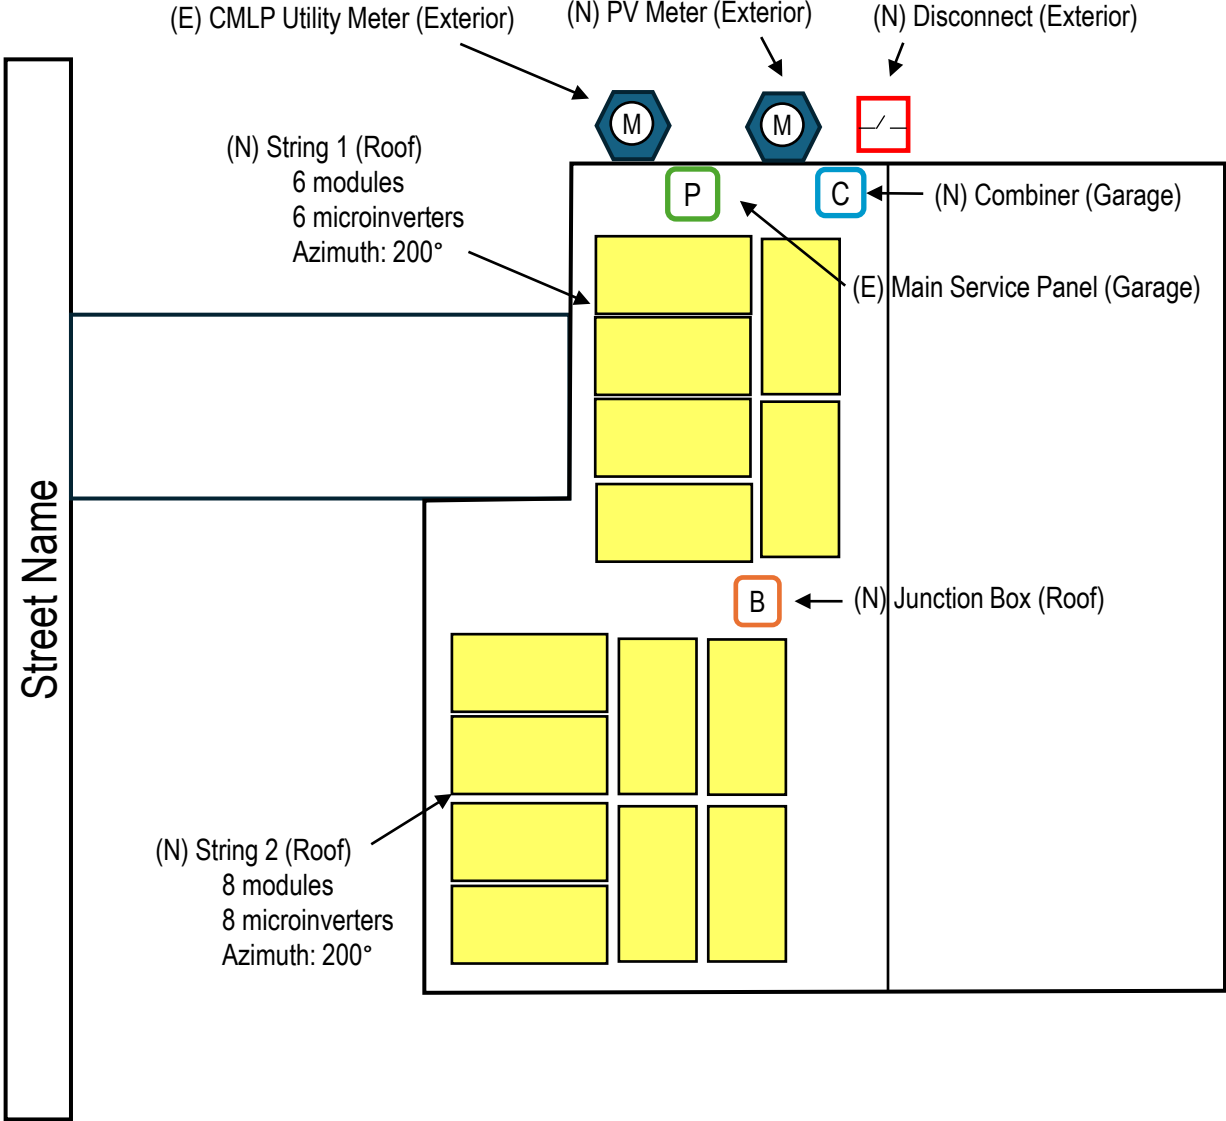 (E) CMLP Utility Meter (Exterior)
(N) PV Meter (Exterior)
(N) Disconnect (Exterior)
M
M
(N) String 1 (Roof)
6 modules
6 microinverters
Azimuth: 200°
P
C
(N) Combiner (Garage)
(E) Main Service Panel (Garage)
Street Name
B
(N) Junction Box (Roof)
(N) String 2 (Roof)
8 modules
8 microinverters
Azimuth: 200°